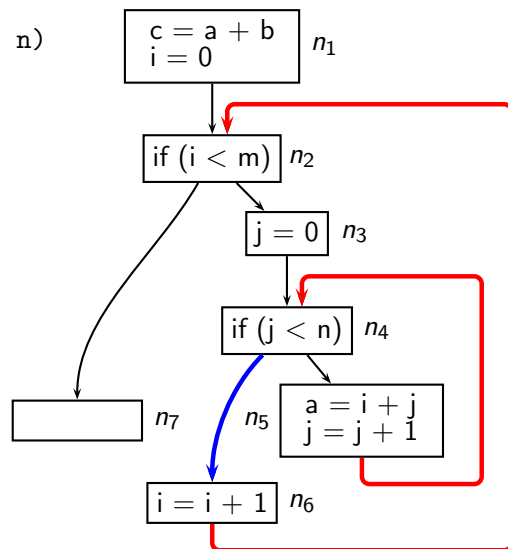 n)
c = a + b
i = 0
n1
if (i < m)
n2
j = 0
n3
if (j < n)
n4
n7
n5
a = i + j
j = j + 1
i = i + 1
n6